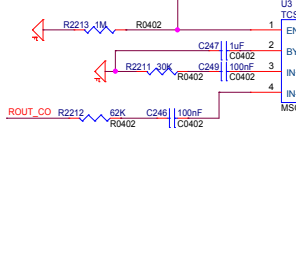 U3
TCS
R2213 1M R0402 1 EN
C247 1uF 2 BY
C0402
R2211 30K C249 100nF 3 IN
R0402 C0402
4 IN
ROUT_CO R2212 62K C246 100nF MSO
R0402 C0402